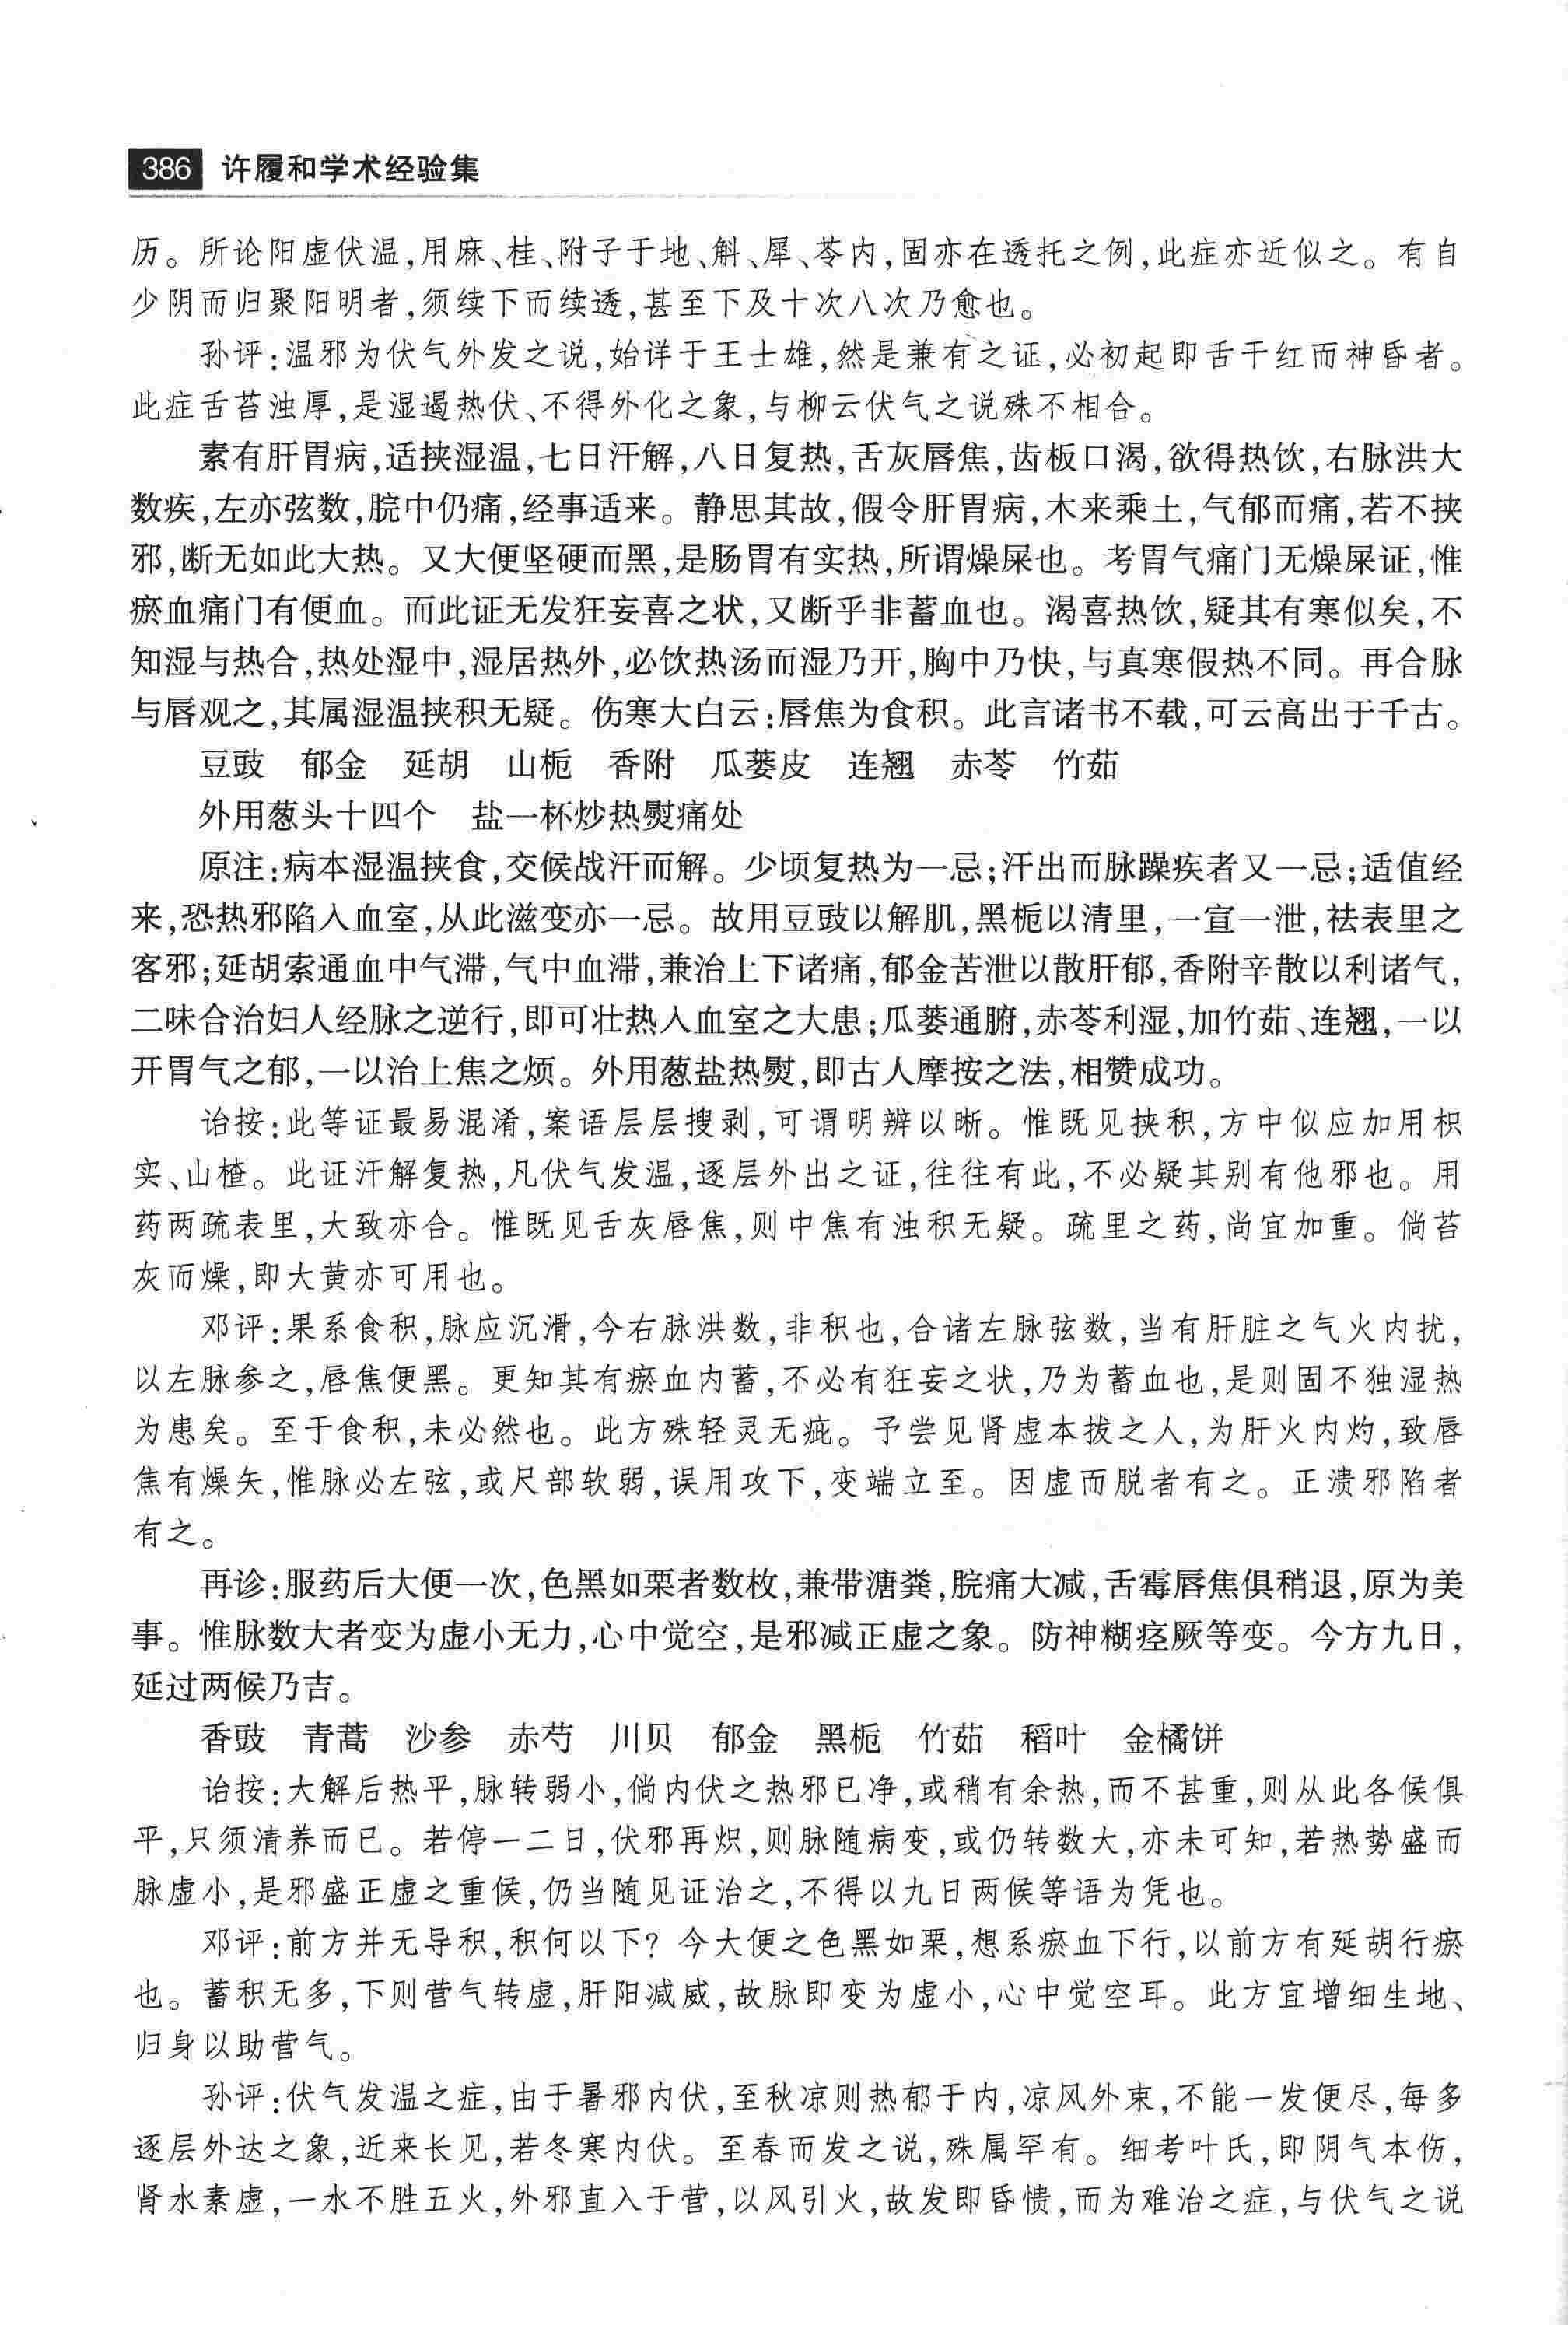 386 许履和学术经验集
历。所论阳虚伏温,用麻、桂、附子于地、斛、犀、苓内,固亦在透托之例,此症亦近似之。有自
少阴而归聚阳明者,须续下而续透,甚至下及十次八次乃愈也。
孙评:温邪为伏气外发之说,始详于王士雄,然是兼有之证,必初起即舌干红而神昏者。
此症舌苔浊厚,是湿遏热伏、不得外化之象,与柳云伏气之说殊不相合。
素有肝胃病,适挟湿温,七日汗解,八日复热,舌灰唇焦,齿板口渴,欲得热饮,右脉洪大
数疾,左亦弦数,脘中仍痛,经事适来。静思其故,假令肝胃病,木来乘土,气郁而痛,若不挟
邪,断无如此大热。又大便坚硬而黑,是肠胃有实热,所谓燥屎也。考胃气痛门无燥屎证,惟
瘀血痛门有便血。而此证无发狂妄喜之状,又断乎非蓄血也。渴喜热饮,疑其有寒似矣,不
知湿与热合,热处湿中,湿居热外,必饮热汤而湿乃开,胸中乃快,与真寒假热不同。再合脉
与唇观之,其属湿温挟积无疑。伤寒大白云:唇焦为食积。此言诸书不载,可云高出于千古。
豆豉 郁金 延胡 山栀 香附 瓜蒌皮 连翘 赤苓 竹茹
外用葱头十四个 盐一杯炒热熨痛处
原注:病本湿温挟食,交候战汗而解。少顷复热为一忌;汗出而脉躁疾者又一忌;适值经
来,恐热邪陷入血室,从此滋变亦一忌。故用豆豉以解肌,黑栀以清里,一宣一泄,祛表里之
客邪;延胡索通血中气滞,气中血滞,兼治上下诸痛,郁金苦泄以散肝郁,香附辛散以利诸气,
二味合治妇人经脉之逆行,即可壮热入血室之大患;瓜蒌通腑,赤苓利湿,加竹茹、连翘,一以
开胃气之郁,一以治上焦之烦。外用葱盐热熨,即古人摩按之法,相赞成功。
诒按:此等证最易混淆,案语层层搜剥,可谓明辨以晰。惟既见挟积,方中似应加用枳
实、山楂。此证汗解复热,凡伏气发温,逐层外出之证,往往有此,不必疑其别有他邪也。用
药两疏表里,大致亦合。惟既见舌灰唇焦,则中焦有浊积无疑。疏里之药,尚宜加重。倘苔
灰而燥,即大黄亦可用也。
邓评:果系食积,脉应沉滑,今右脉洪数,非积也,合诸左脉弦数,当有肝脏之气火内扰,
以左脉参之,唇焦便黑。更知其有瘀血内蓄,不必有狂妄之状,乃为蓄血也,是则固不独湿热
为患矣。至于食积,未必然也。此方殊轻灵无疵。予尝见肾虚本拔之人,为肝火内灼,致唇
焦有燥矢,惟脉必左弦,或尺部软弱,误用攻下,变端立至。因虚而脱者有之。正溃邪陷者
有之。
再诊:服药后大便一次,色黑如栗者数枚,兼带溏粪,脘痛大减,舌霉唇焦俱稍退,原为美
事。惟脉数大者变为虚小无力,心中觉空,是邪减正虚之象。防神糊痉厥等变。今方九日,
延过两候乃吉。
香豉 青蒿 沙参 赤芍 川贝 郁金 黑栀 竹茹 稻叶 金橘饼
诒按:大解后热平,脉转弱小,倘内伏之热邪已净,或稍有余热,而不甚重,则从此各候俱
平,只须清养而已。若停一二日,伏邪再炽,则脉随病变,或仍转数大,亦未可知,若热势盛而
脉虚小,是邪盛正虚之重候,仍当随见证治之,不得以九日两候等语为凭也。
邓评:前方并无导积,积何以下?今大便之色黑如栗,想系瘀血下行,以前方有延胡行瘀
也。蓄积无多,下则营气转虚,肝阳减威,故脉即变为虚小,心中觉空耳。此方宜增细生地、
归身以助营气。
孙评:伏气发温之症,由于暑邪内伏,至秋凉则热郁于内,凉风外束,不能一发便尽,每多
逐层外达之象,近来长见,若冬寒内伏。至春而发之说,殊属罕有。细考叶氏,即阴气本伤,
肾水素虚,一水不胜五火,外邪直入于营,以风引火,故发即昏愦,而为难治之症,与伏气之说